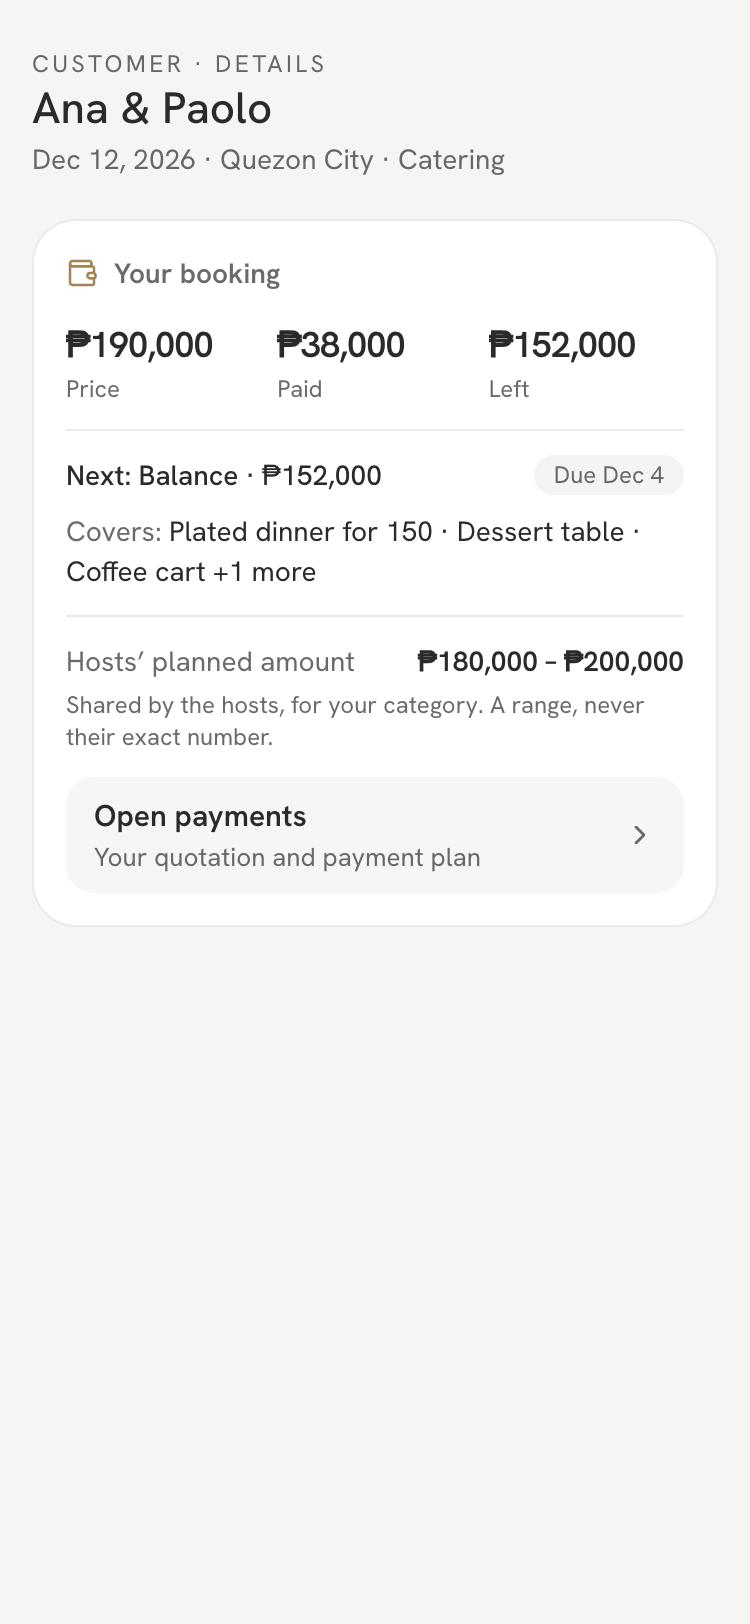 CUSTOMER · DETAILS
Ana & Paolo
Dec 12, 2026 · Quezon City · Catering
Your booking
₱190,000 ₱38,000 ₱152,000
Price Paid Left
Next: Balance · ₱152,000 Due Dec 4
Covers: Plated dinner for 150 · Dessert table ·
Coffee cart +1 more
Hosts’ planned amount ₱180,000 – ₱200,000
Shared by the hosts, for your category. A range, never
their exact number.
Open payments
Your quotation and payment plan